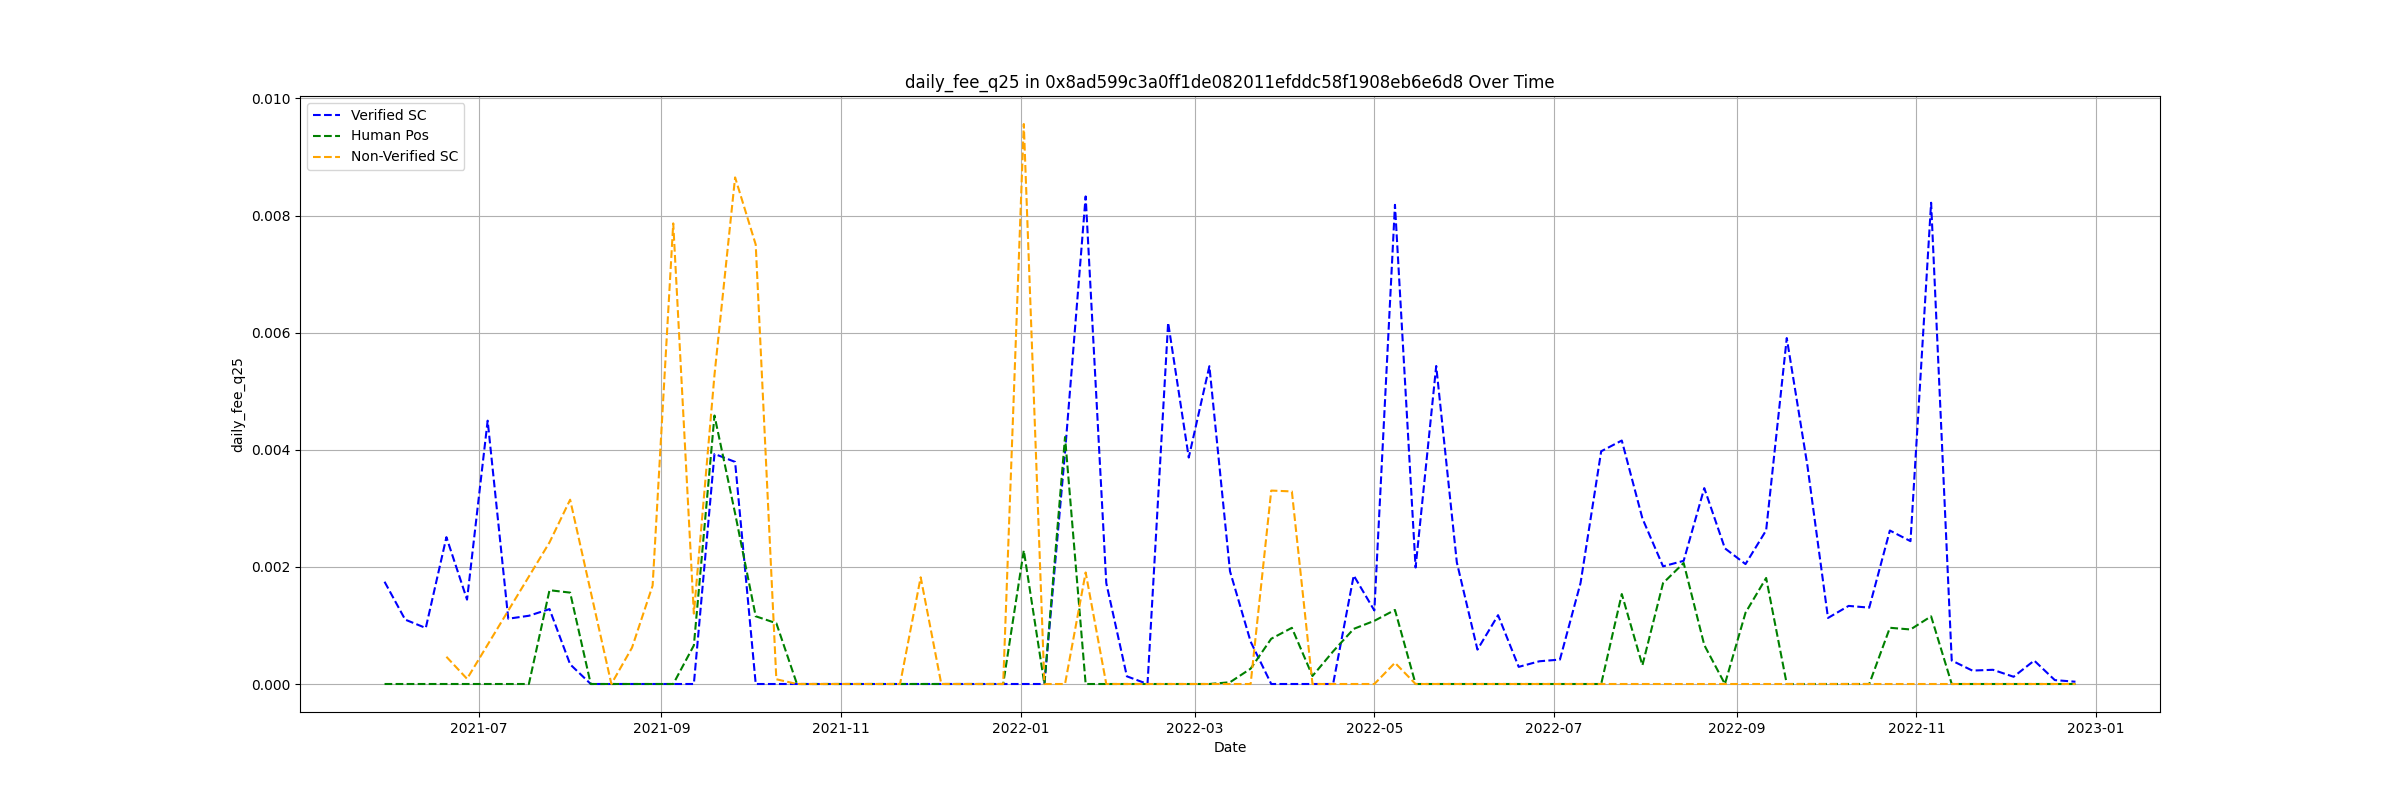 daily_fee_q25 in 0x8ad599c3a0ff1de082011efddc58f1908eb6e6d8 Over Time
Verified SC
Human Pos
Non-Verified SC
daily_fee_q25
0.010
0.008
0.006
0.004
0.002
0.000
2021-07
2021-09
2021-11
2022-01
2022-03
2022-05
2022-07
2022-09
2022-11
2023-01
Date